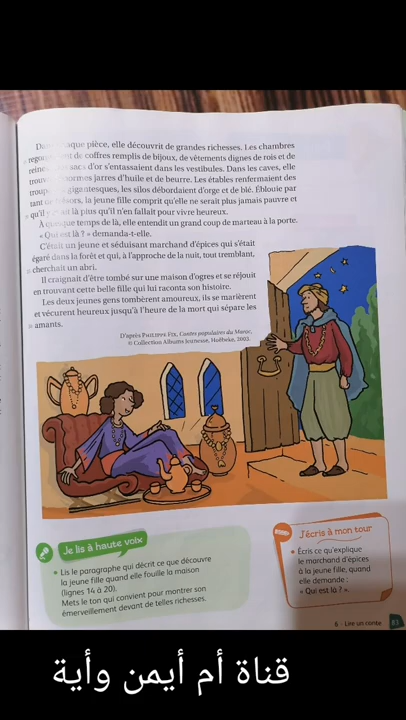 Dans chaque pièce, elle découvrit de grandes richesses. Les chambres
de coffres remplis de bijoux, de vêtements dignes de rois et de
d'or s'entassaient dans les vestibules. Dans les caves, elle
énormes jarres d'huile et de beurre. Les étables renfermaient des
gigantesques, les silos débordaient d'orge et de blé. Éblouie par
tant de trésors, la jeune fille comprit qu'elle ne serait plus jamais pauvre et
qu'il y là plus qu'il n'en fallait pour vivre heureux.
À quelque temps de là, elle entendit un grand coup de marteau à la porte.
« Qui est là ? » demanda-t-elle.
C'était un jeune et séduisant marchand d'épices qui s'était
égaré dans la forêt et qui, à l'approche de la nuit, tout tremblant,
cherchait un abri.
Il craignait d'être tombé sur une maison d'ogres et se réjouit
en trouvant cette belle fille qui lui raconta son histoire.
Les deux jeunes gens tombèrent amoureux, ils se marièrent
et vécurent heureux jusqu'à l'heure de la mort qui sépare les
amants.
D'après Philippe Fix, Contes populaires du Maroc,
© Collection Albums Jeunesse, Hoëbeke, 2003.
Je lis à haute voix
Lis le paragraphe qui décrit ce que découvre
la jeune fille quand elle fouille la maison
(lignes 14 à 20).
Mets le ton qui convient pour montrer son
émerveillement devant de telles richesses.
J'écris à mon tour
Écris ce qu'explique
le marchand d'épices
à la jeune fille, quand
elle demande :
« Qui est là ? ».
6 - Lire un conte 83
قناة أم أيمن وأية